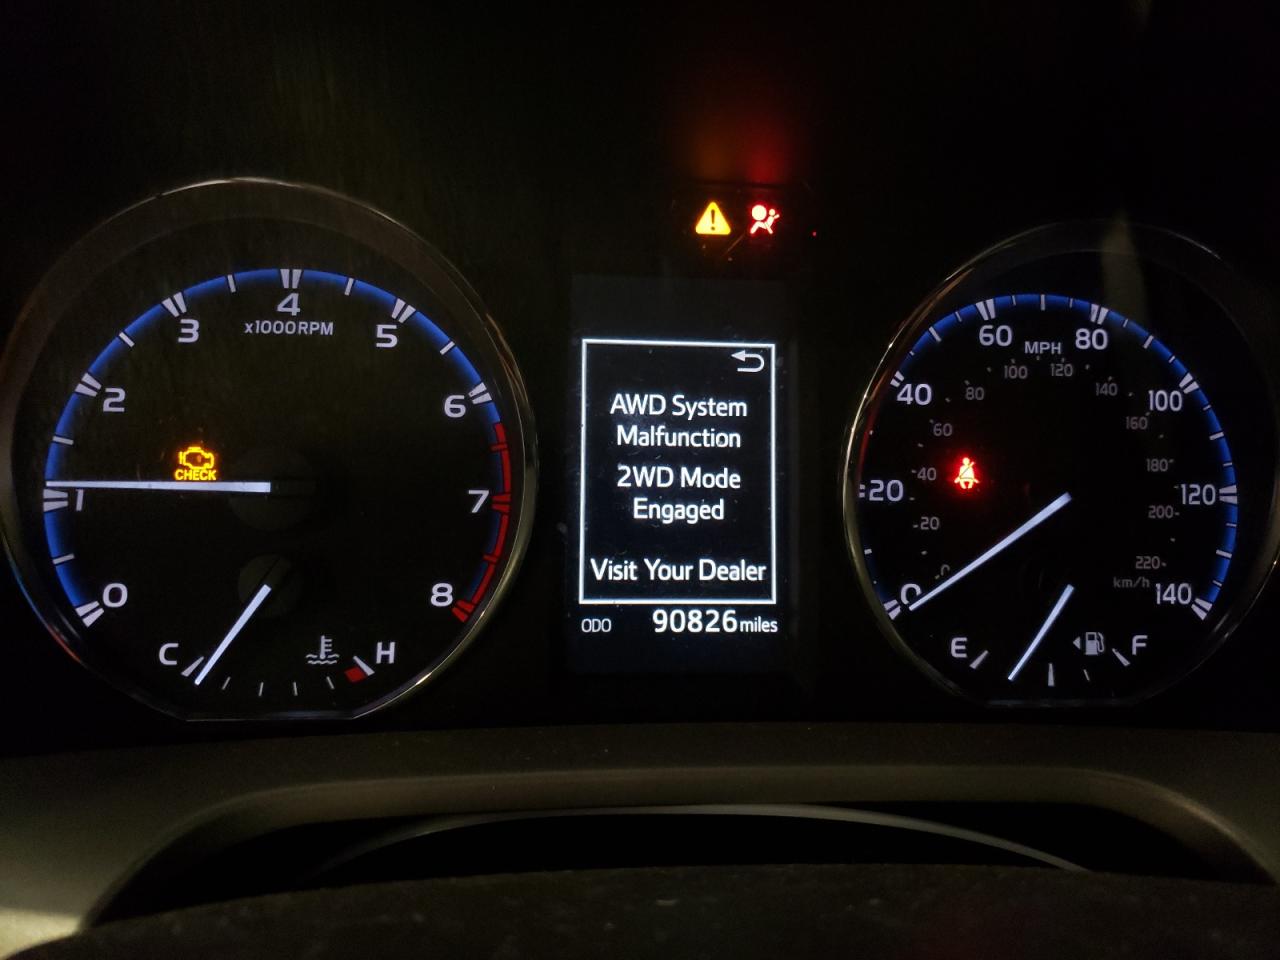 0
1
2
3
4
5
6
7
8
x1000RPM
CHECK
C
H
AWD System
Malfunction
2WD Mode
Engaged
Visit Your Dealer
ODO 90826 miles
0
20
40
60
80
100
120
140
MPH
0
20
40
60
80
100
120
140
160
180
200
220
km/h
E
F